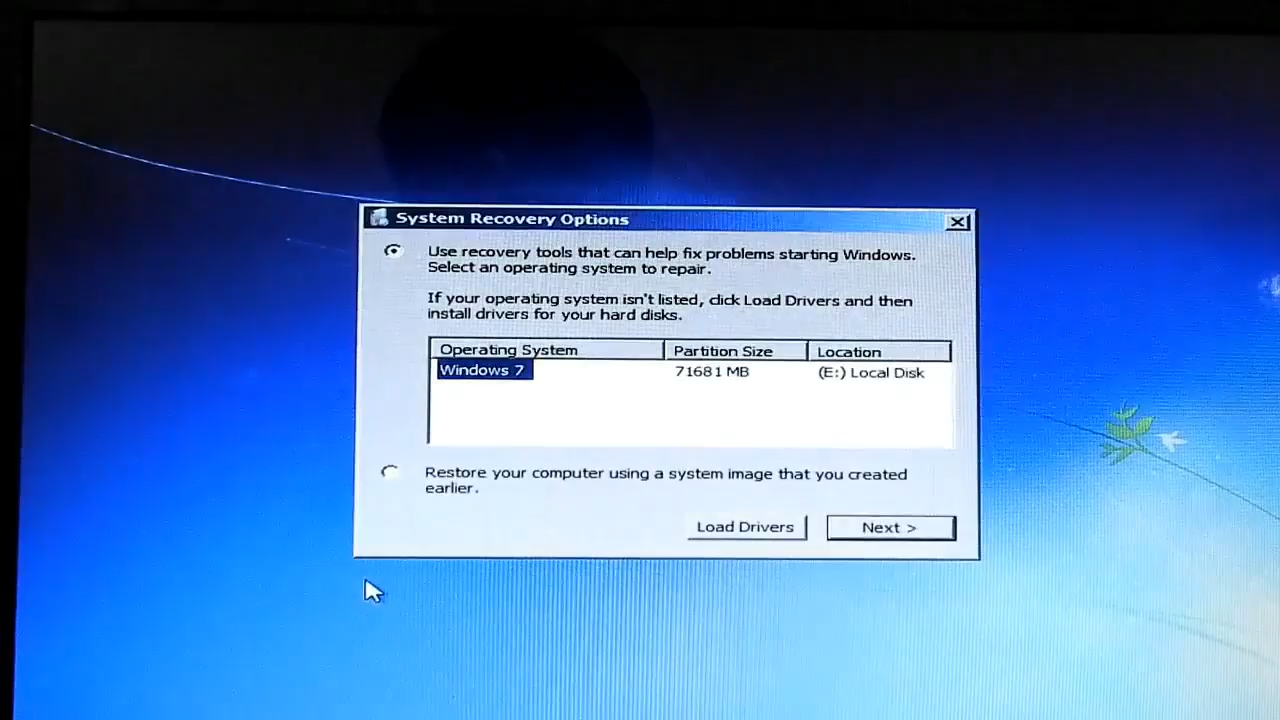 System Recovery Options
Use recovery tools that can help fix problems starting Windows.
Select an operating system to repair.
If your operating system isn't listed, click Load Drivers and then
install drivers for your hard disks.
Operating System Partition Size Location
Windows 7 71681 MB (E:) Local Disk
Restore your computer using a system image that you created
earlier.
Load Drivers Next >